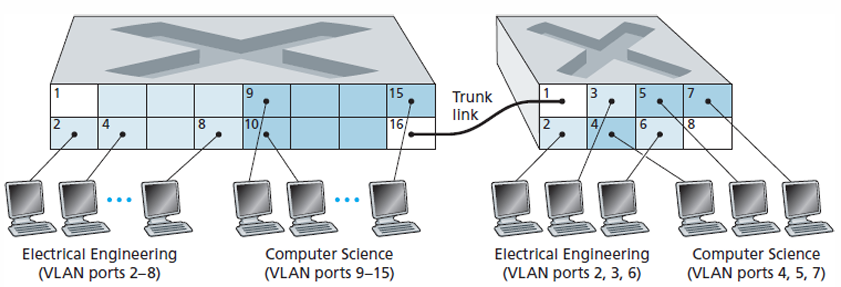 1
9
15
2
4
8
10
16
Trunk
link
1
3
5
7
2
4
6
8
Electrical Engineering
(VLAN ports 2–8)
Computer Science
(VLAN ports 9–15)
Electrical Engineering
(VLAN ports 2, 3, 6)
Computer Science
(VLAN ports 4, 5, 7)